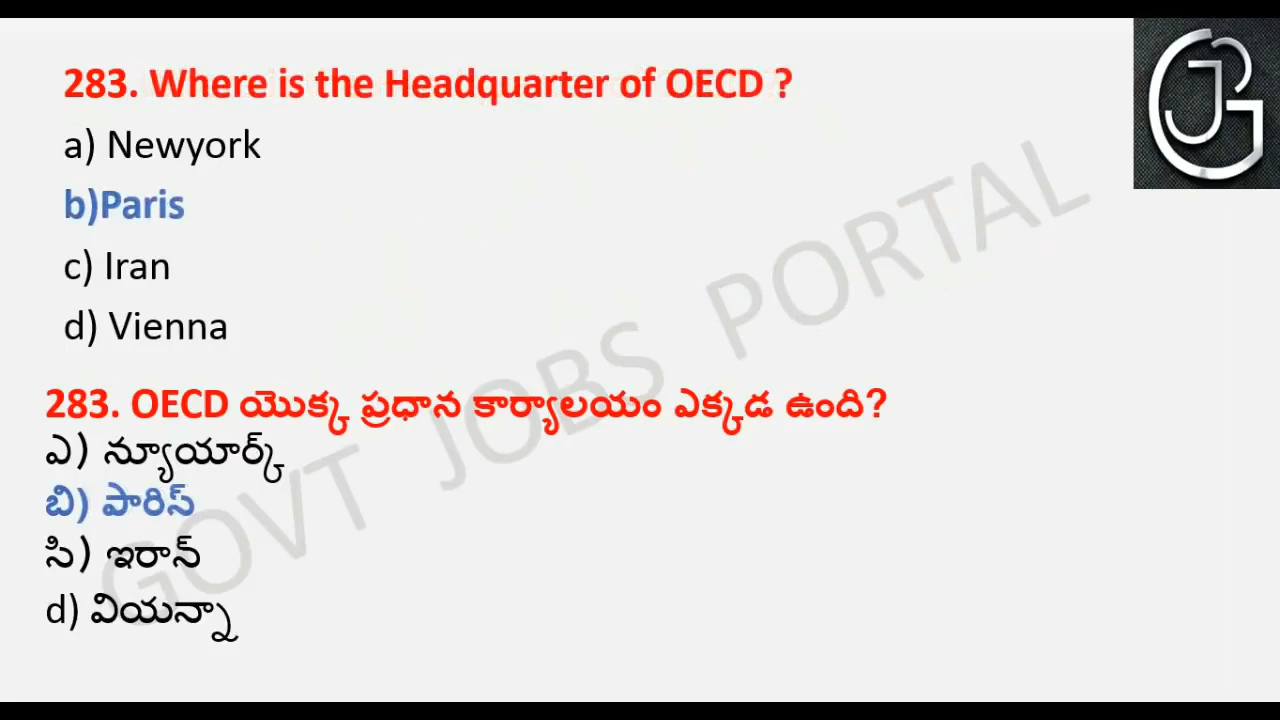 283. Where is the Headquarter of OECD ?
a) Newyork
b)Paris
c) Iran
d) Vienna
283. OECD యొక్క ప్రధాన కార్యాలయం ఎక్కడ ఉంది?
ఎ) న్యూయార్క్
బి) పారిస్
సి) ఇరాన్
d) వియన్నా
GOVT JOBS PORTAL
GJ